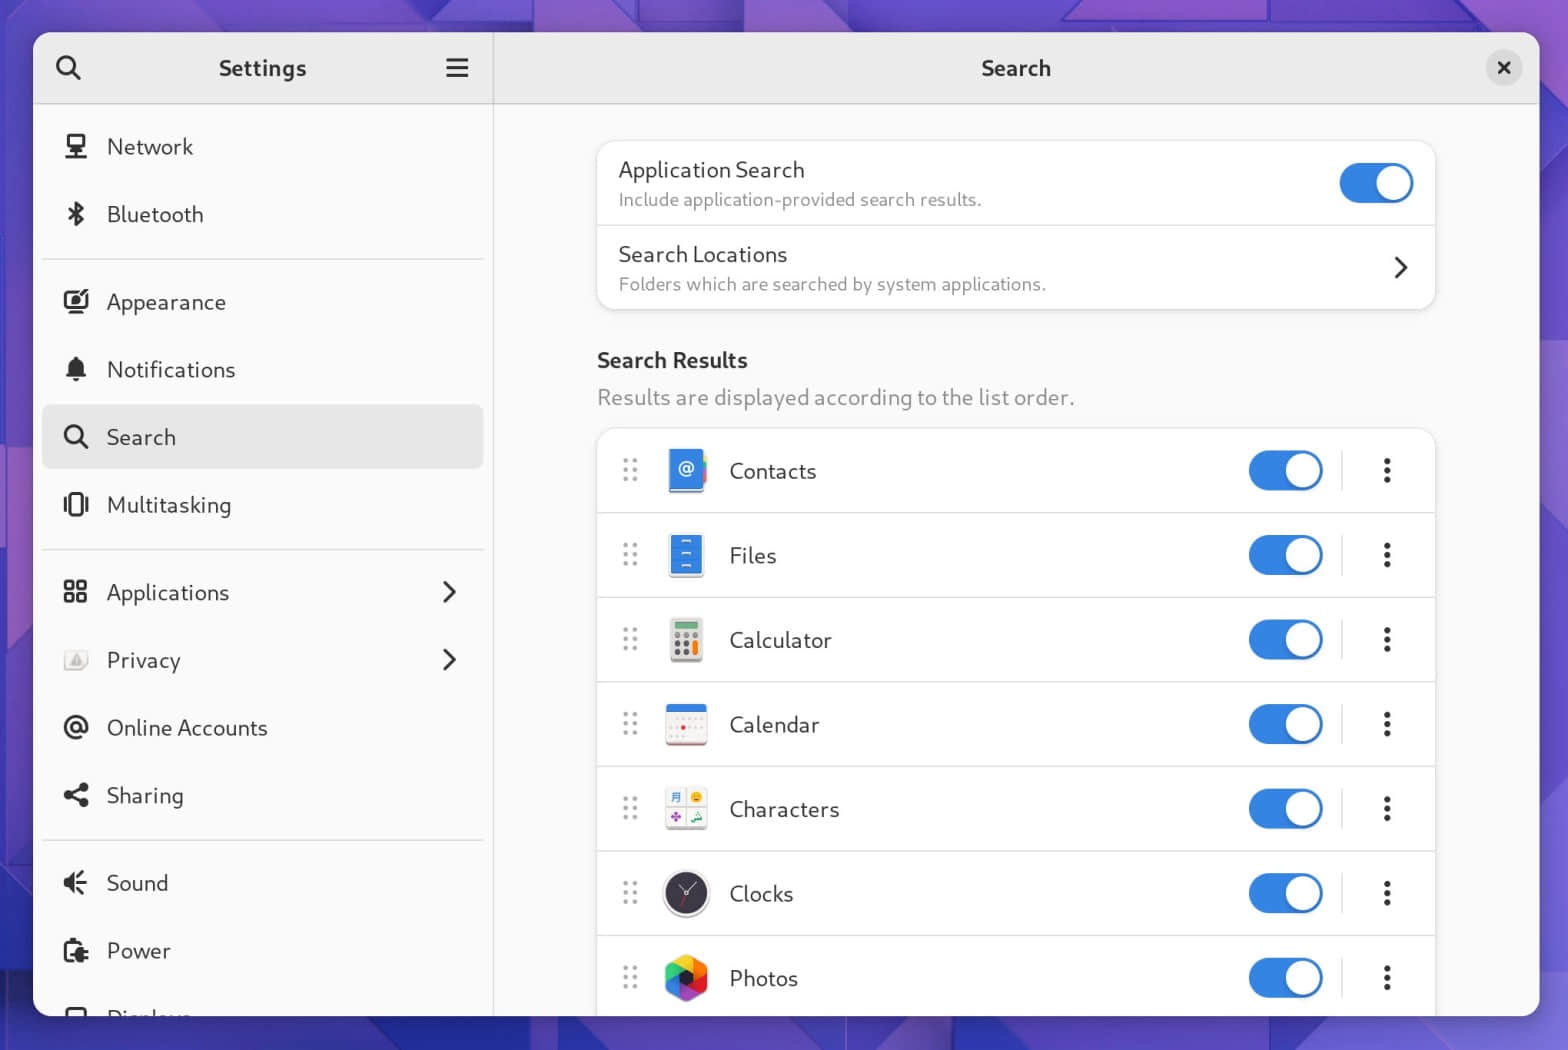 Settings
Search
Network
Bluetooth
Appearance
Notifications
Search
Multitasking
Applications
Privacy
Online Accounts
Sharing
Sound
Power
Displays
Application Search
Include application-provided search results.
Search Locations
Folders which are searched by system applications.
Search Results
Results are displayed according to the list order.
@ Contacts
Files
Calculator
Calendar
月
Characters
Clocks
Photos